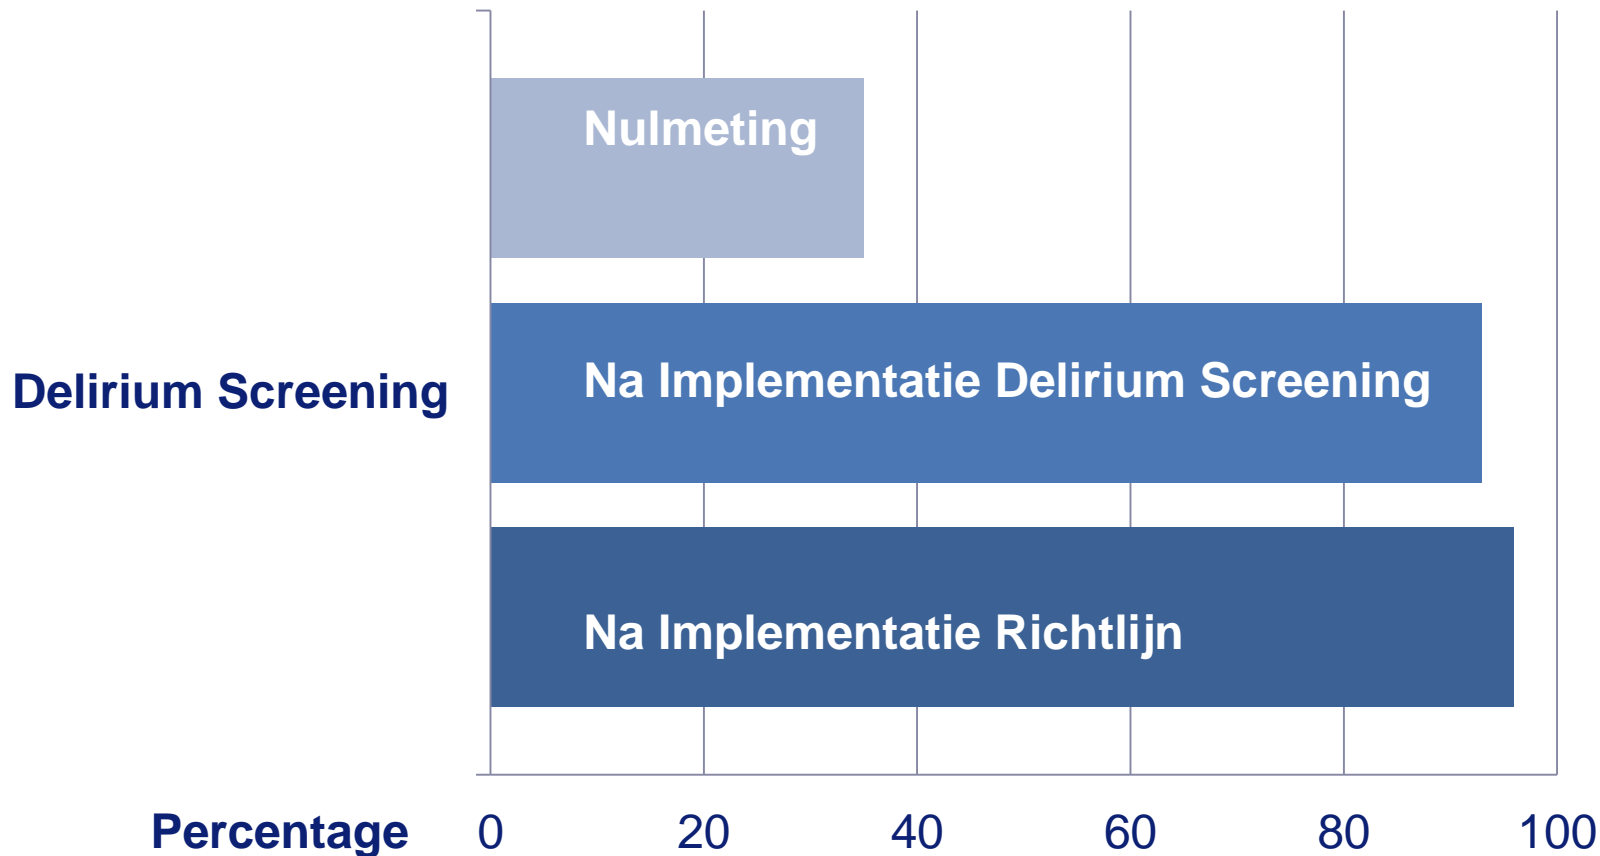 Nulmeting
Na Implementatie Delirium Screening
Delirium Screening
Na Implementatie Richtlijn
Percentage 0 20 40 60 80 100